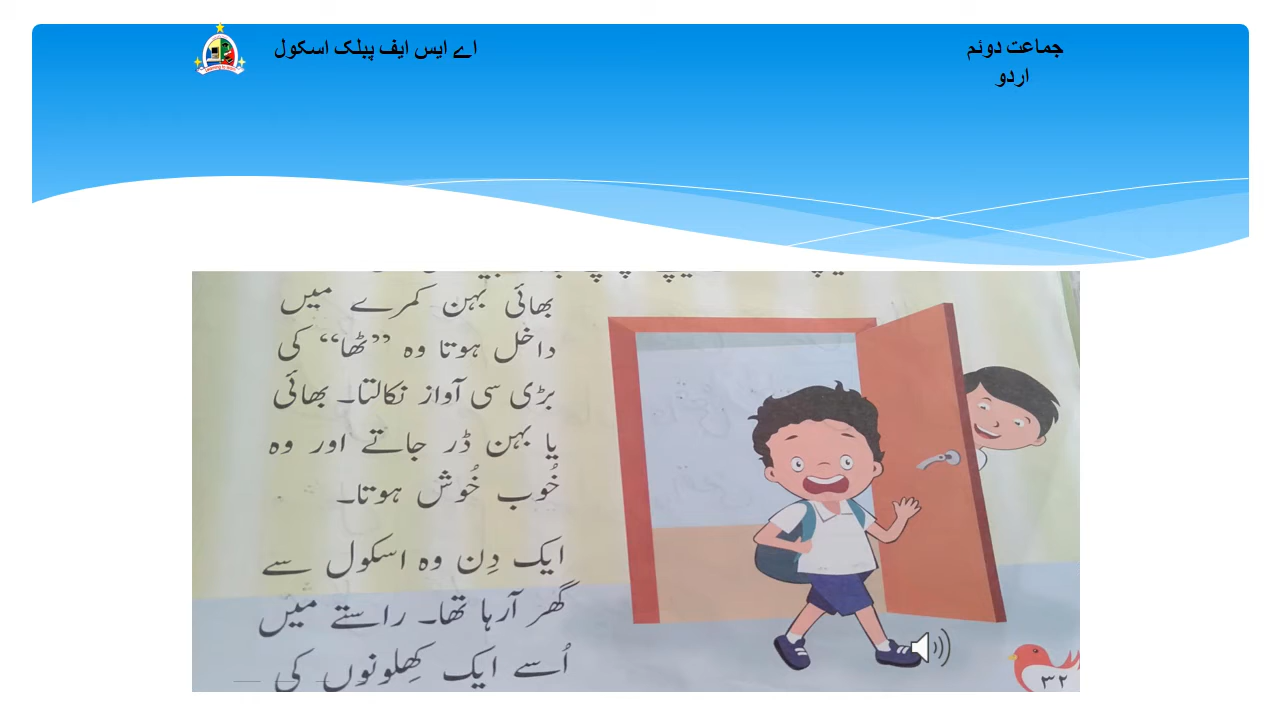 اے ایس ایف پبلک اسکول
جماعت دوئم
اردو
بھائی بہن کمرے میں
داخل ہوتا وہ ”ٹھا“ کی
بڑی سی آواز نکالتا۔ بھائی
یا بہن ڈر جاتے اور وہ
خُوب خُوش ہوتا۔
ایک دِن وہ اسکول سے
گھر آرہا تھا۔ راستے میں
اُسے ایک کھِلونوں کی
۳۲